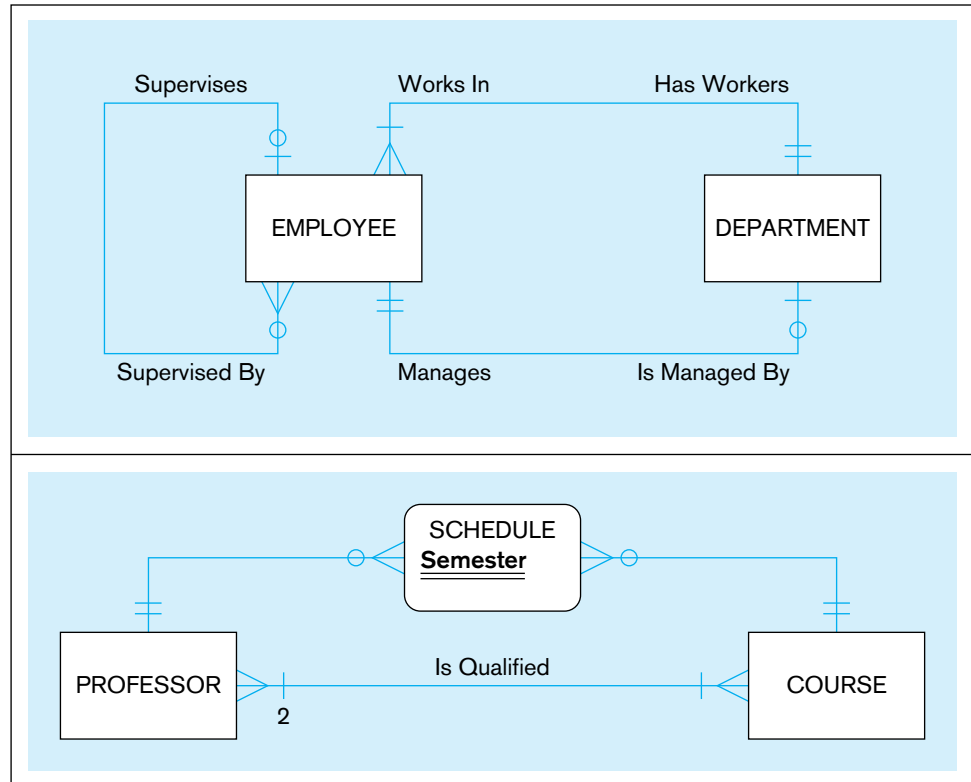 Supervises
Works In
Has Workers
EMPLOYEE
DEPARTMENT
Supervised By
Manages
Is Managed By
SCHEDULE
Semester
PROFESSOR
Is Qualified
COURSE
2